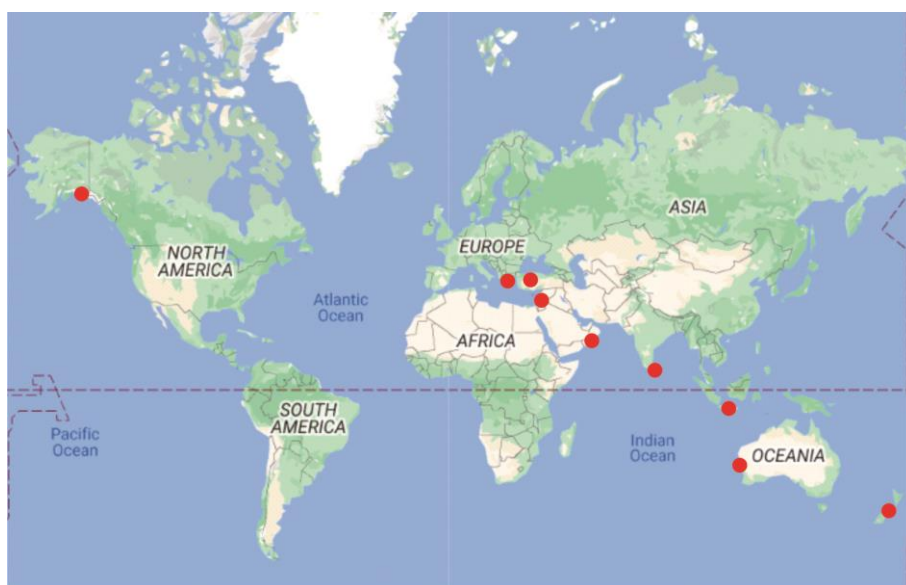 ASIA
EUROPE
NORTH
AMERICA
Atlantic
Ocean
AFRICA
SOUTH
AMERICA
Pacific
Ocean
Indian
Ocean
OCEANIA